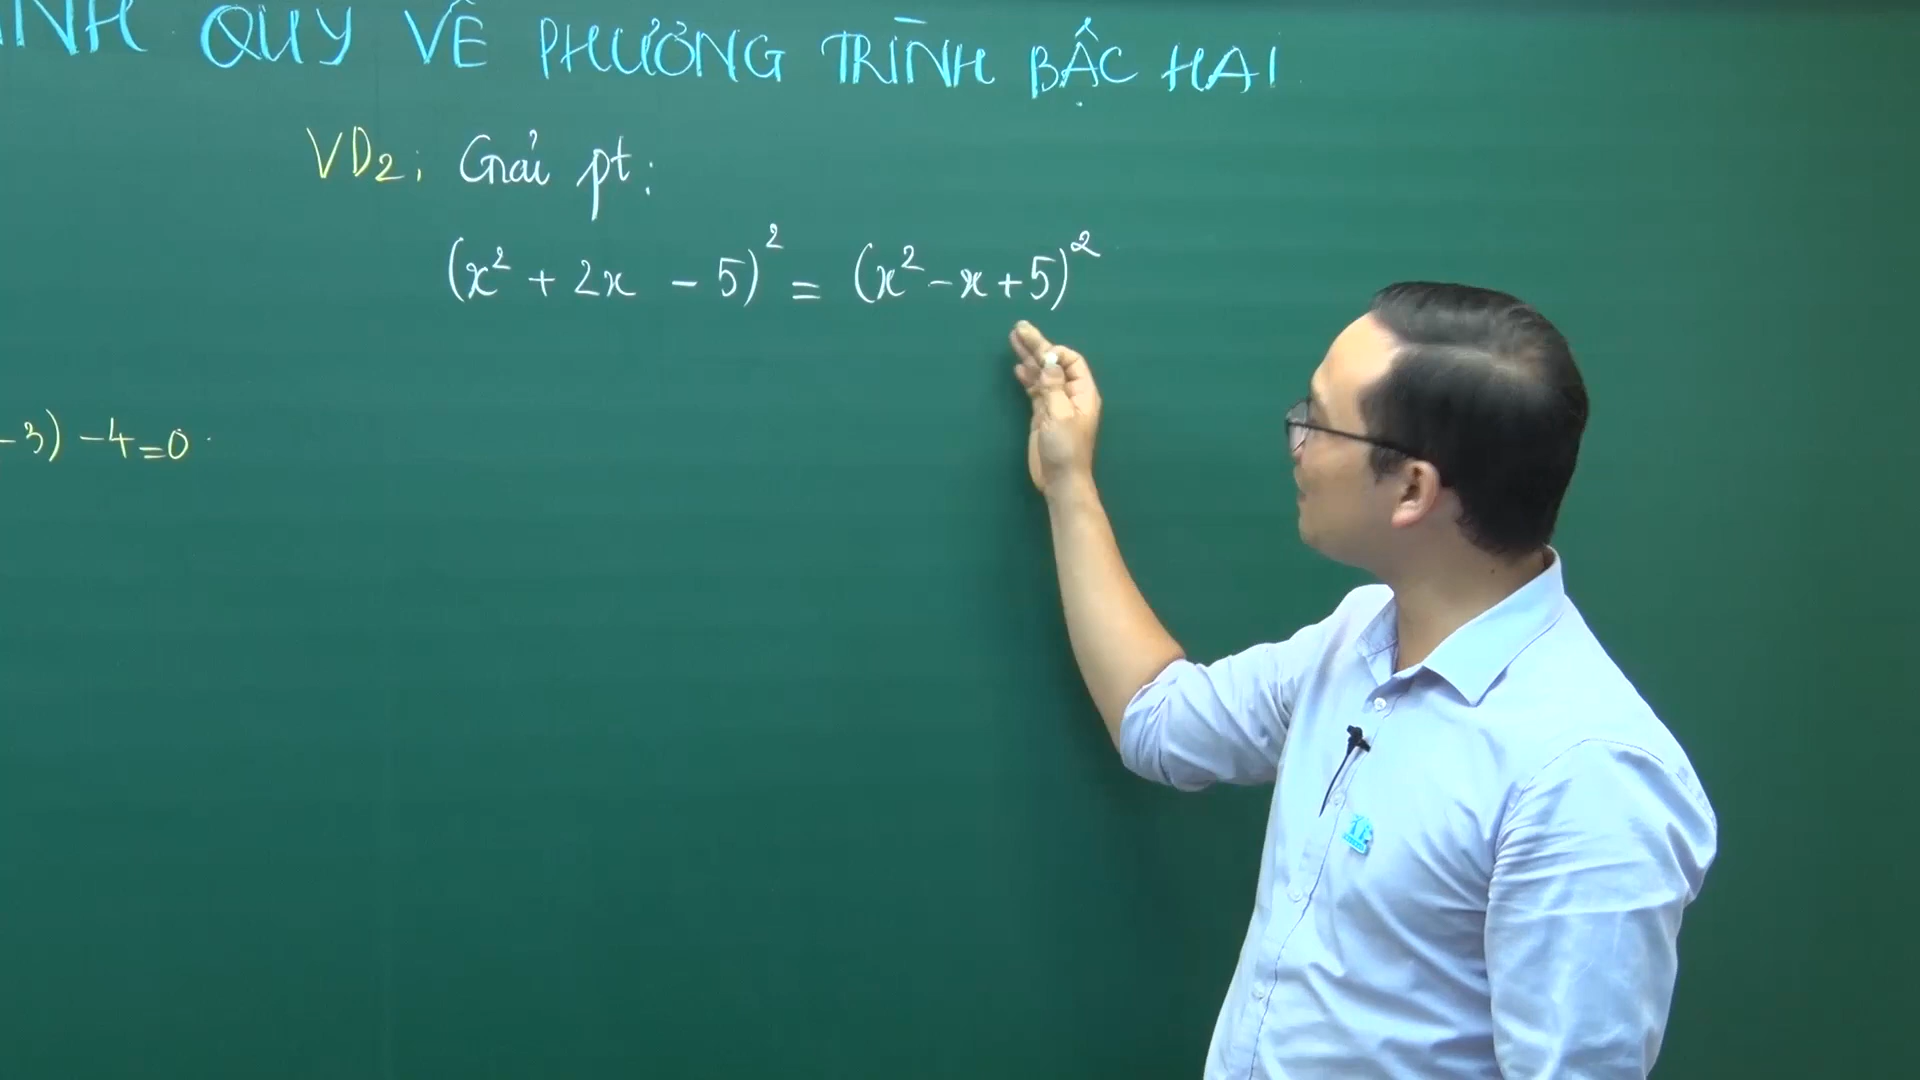 QUY VỀ PHƯƠNG TRÌNH BẬC HAI
VD2: Giải pt:
(x² + 2x - 5)² = (x² - x + 5)²
-3) -4=0